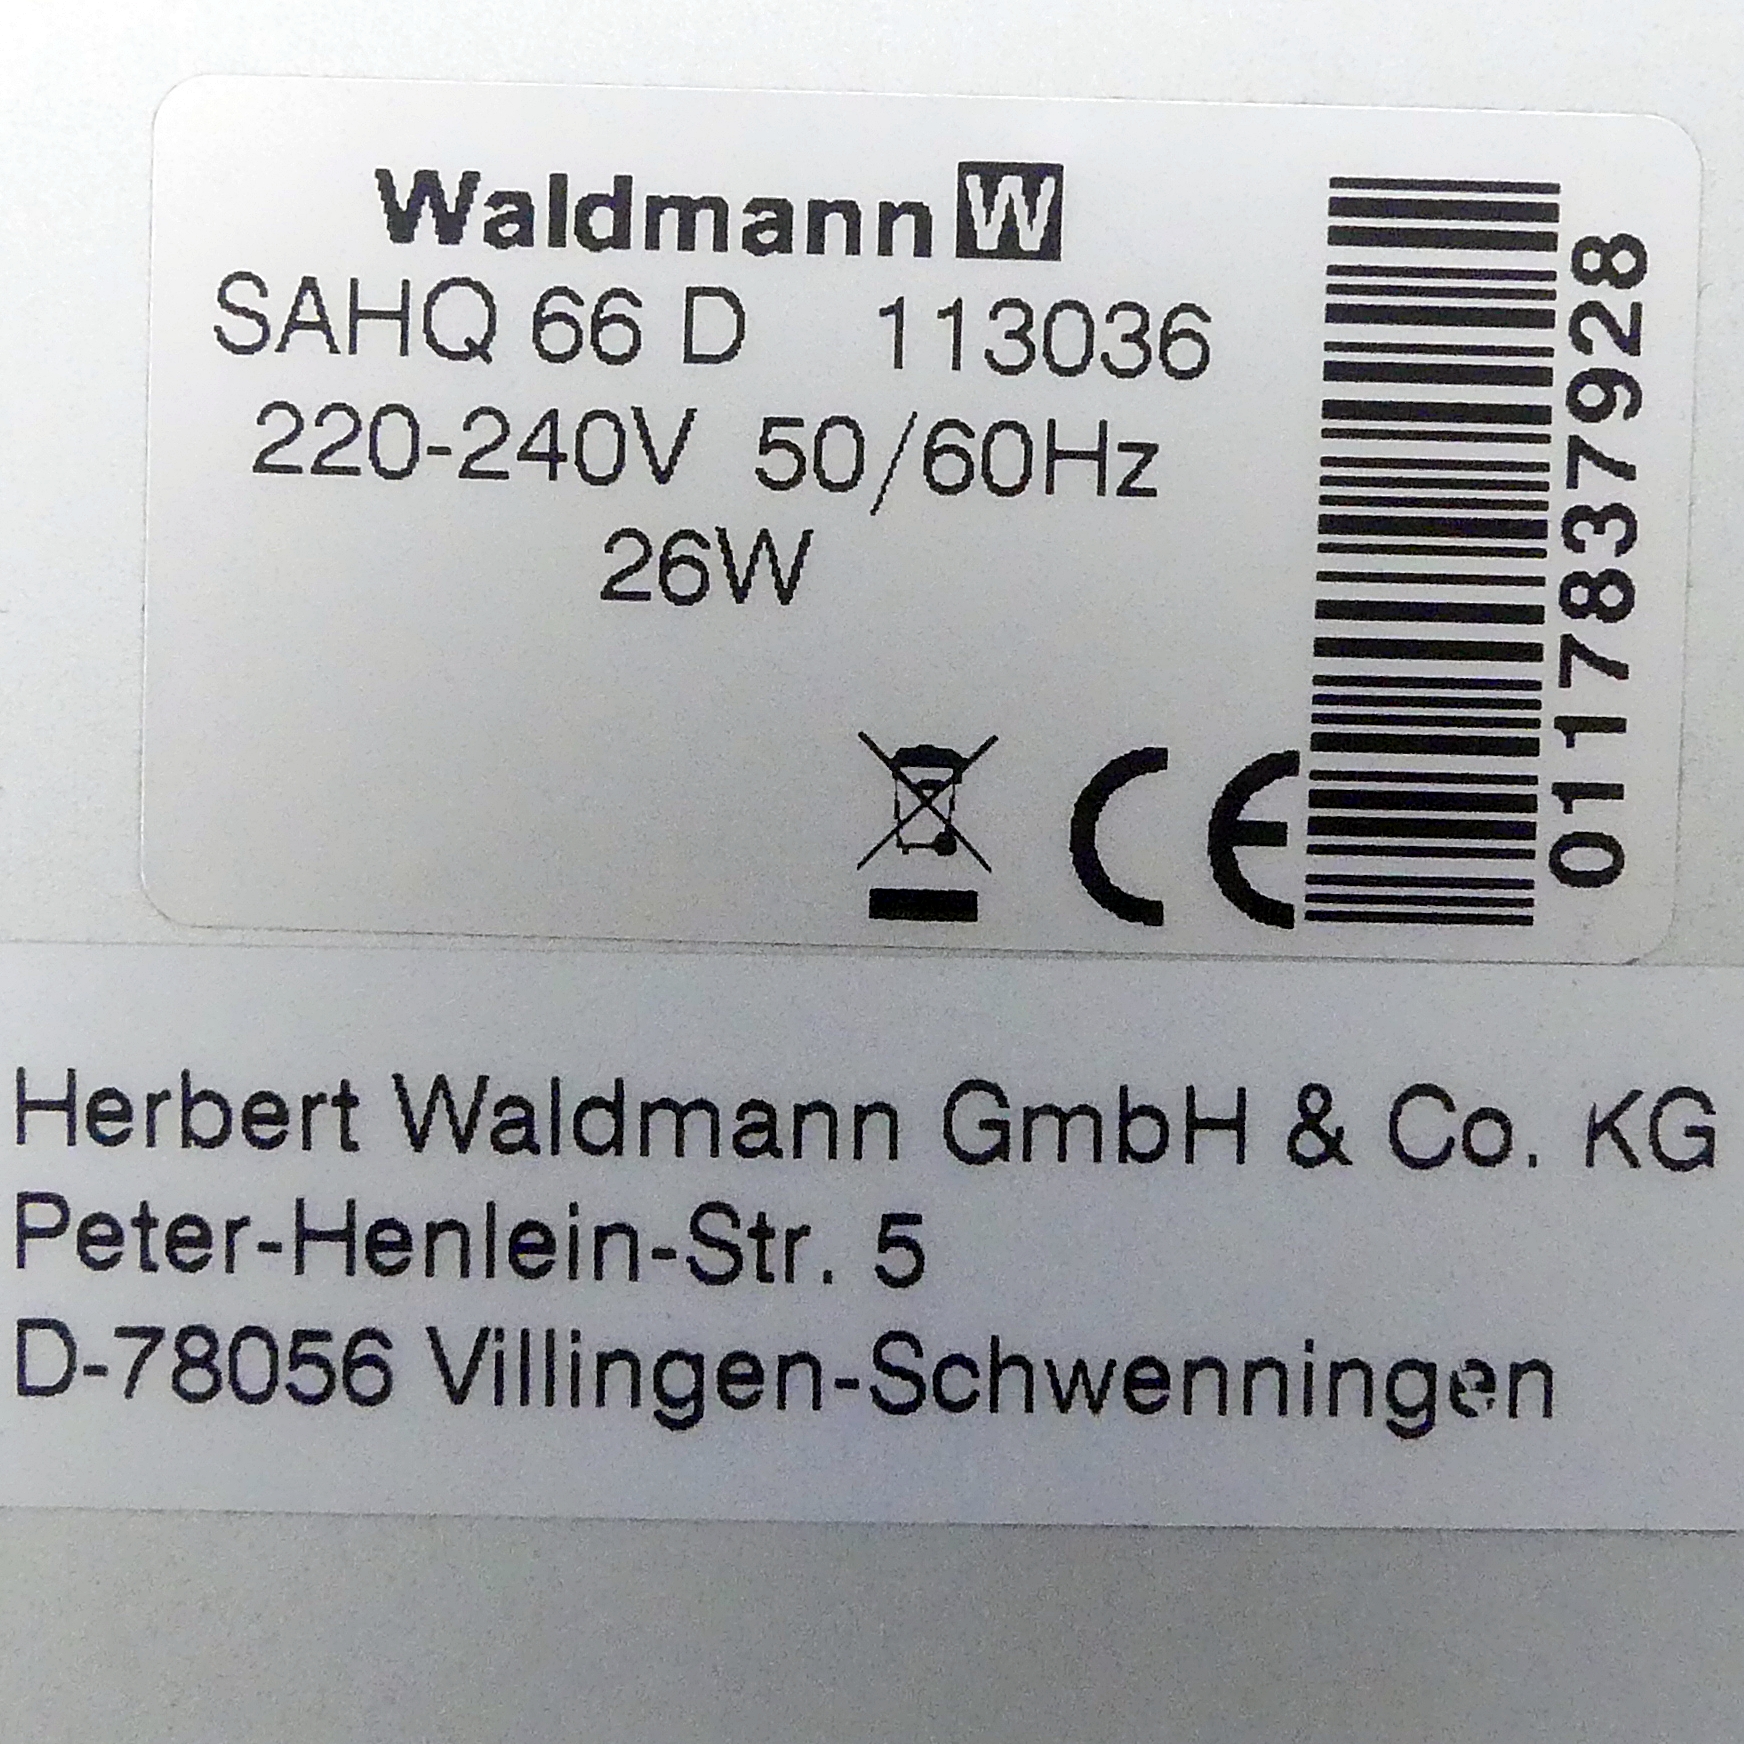 Waldmann W
SAHQ 66 D 113036
220-240V 50/60Hz
26W
CE
0117837928
Herbert Waldmann GmbH & Co. KG
Peter-Henlein-Str. 5
D-78056 Villingen-Schwenningen